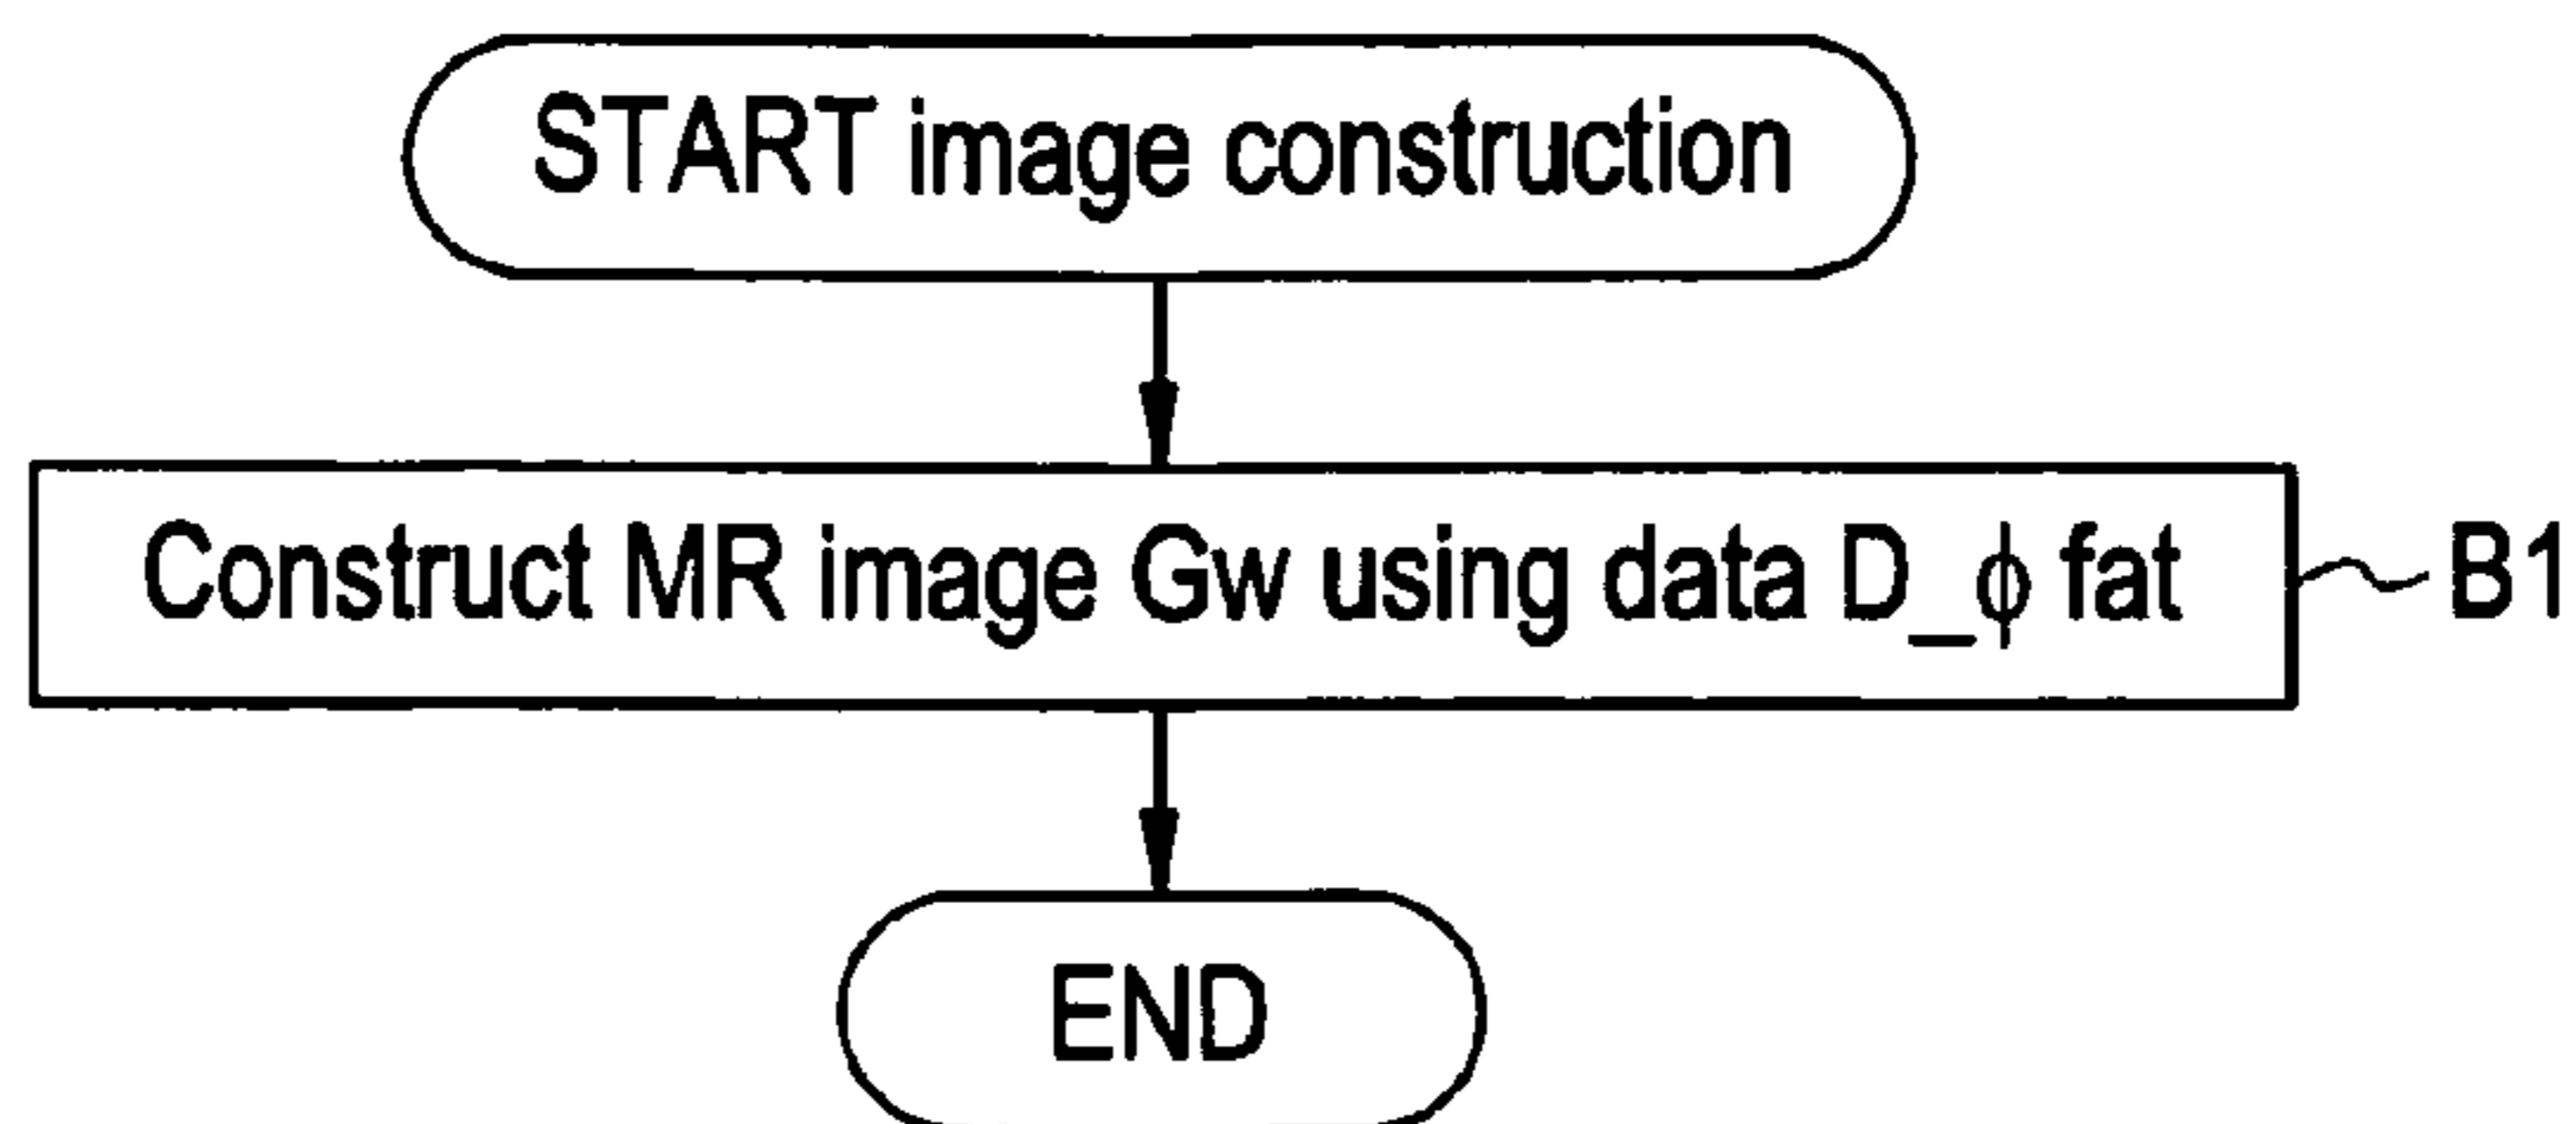 START image construction
Construct MR image Gw using data D_ϕ fat
B1
END